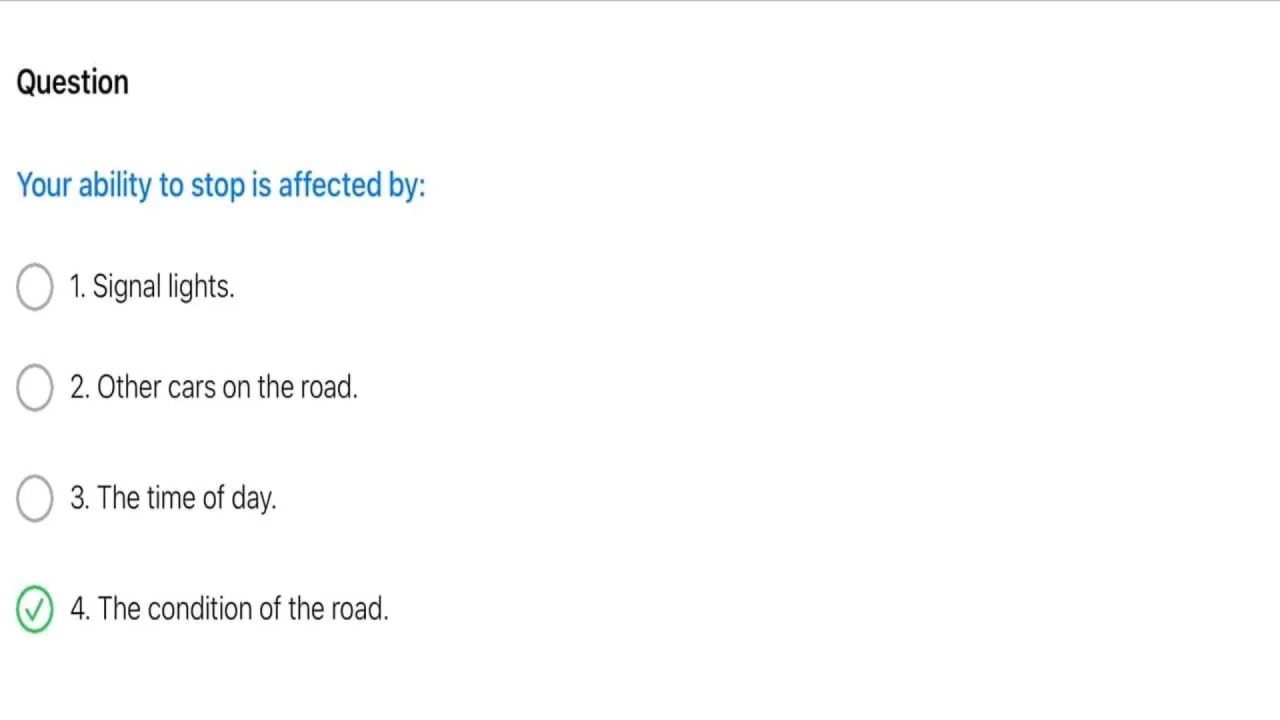 Question
Your ability to stop is affected by:
1. Signal lights.
2. Other cars on the road.
3. The time of day.
4. The condition of the road.